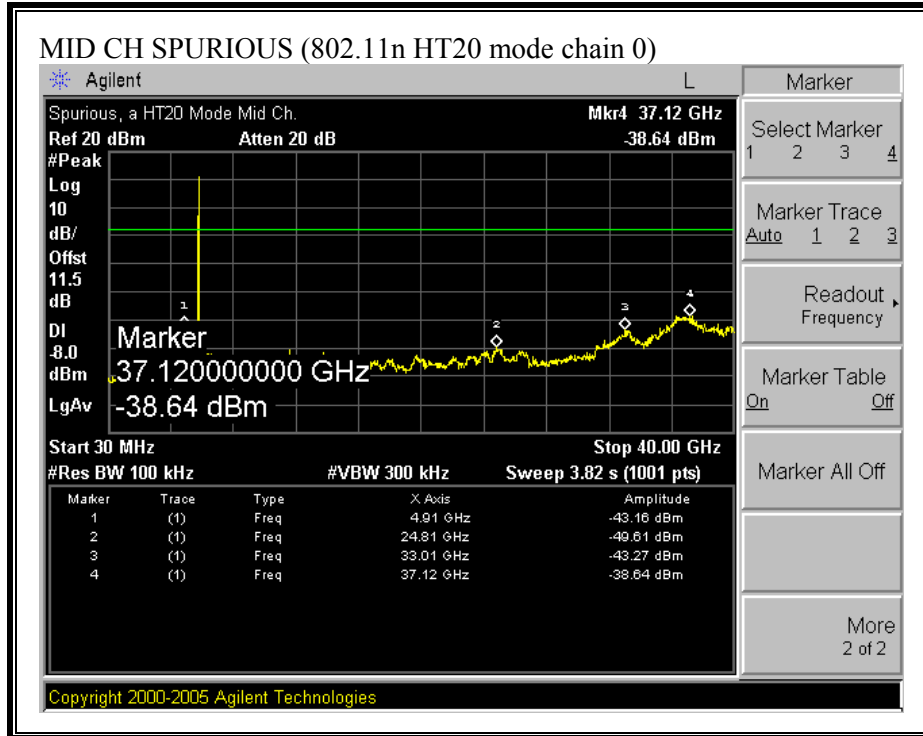 MID CH SPURIOUS (802.11n HT20 mode chain 0)
Agilent L Marker
Spurious, a HT20 Mode Mid Ch. Mkr4 37.12 GHz
Ref 20 dBm Atten 20 dB -38.64 dBm
#Peak
Log
10
dB/
Offst
11.5
dB
DI
-8.0
dBm
LgAv
1
2
3
4
Marker
37.120000000 GHz
-38.64 dBm
Start 30 MHz Stop 40.00 GHz
#Res BW 100 kHz #VBW 300 kHz Sweep 3.82 s (1001 pts)
Marker Trace Type X Axis Amplitude
1 (1) Freq 4.91 GHz -43.16 dBm
2 (1) Freq 24.81 GHz -49.61 dBm
3 (1) Freq 33.01 GHz -43.27 dBm
4 (1) Freq 37.12 GHz -38.64 dBm
Select Marker
1 2 3 4
Marker Trace
Auto 1 2 3
Readout
Frequency
Marker Table
On Off
Marker All Off
More
2 of 2
Copyright 2000-2005 Agilent Technologies